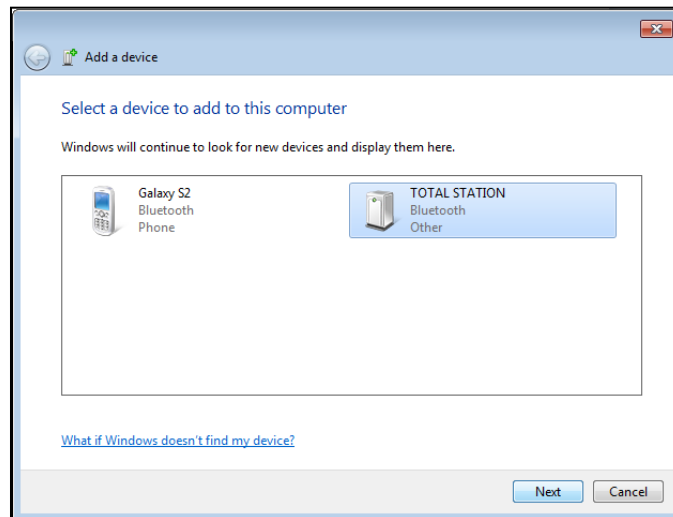 Add a device
Select a device to add to this computer
Windows will continue to look for new devices and display them here.
Galaxy S2
Bluetooth
Phone
TOTAL STATION
Bluetooth
Other
What if Windows doesn't find my device?
Next
Cancel